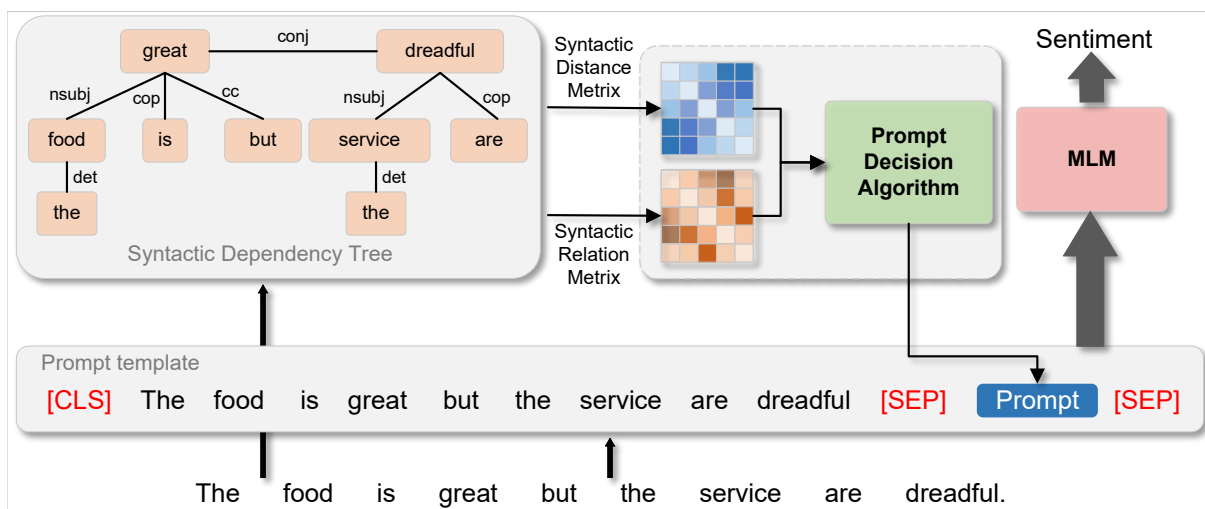 great conj dreadful
nsubj cop cc nsubj cop
food is but service are
det det
the the
Syntactic Dependency Tree
Syntactic
Distance
Metrix
Syntactic
Relation
Metrix
Prompt
Decision
Algorithm
Sentiment
MLM
Prompt template
[CLS] The food is great but the service are dreadful [SEP] Prompt [SEP]
The food is great but the service are dreadful.